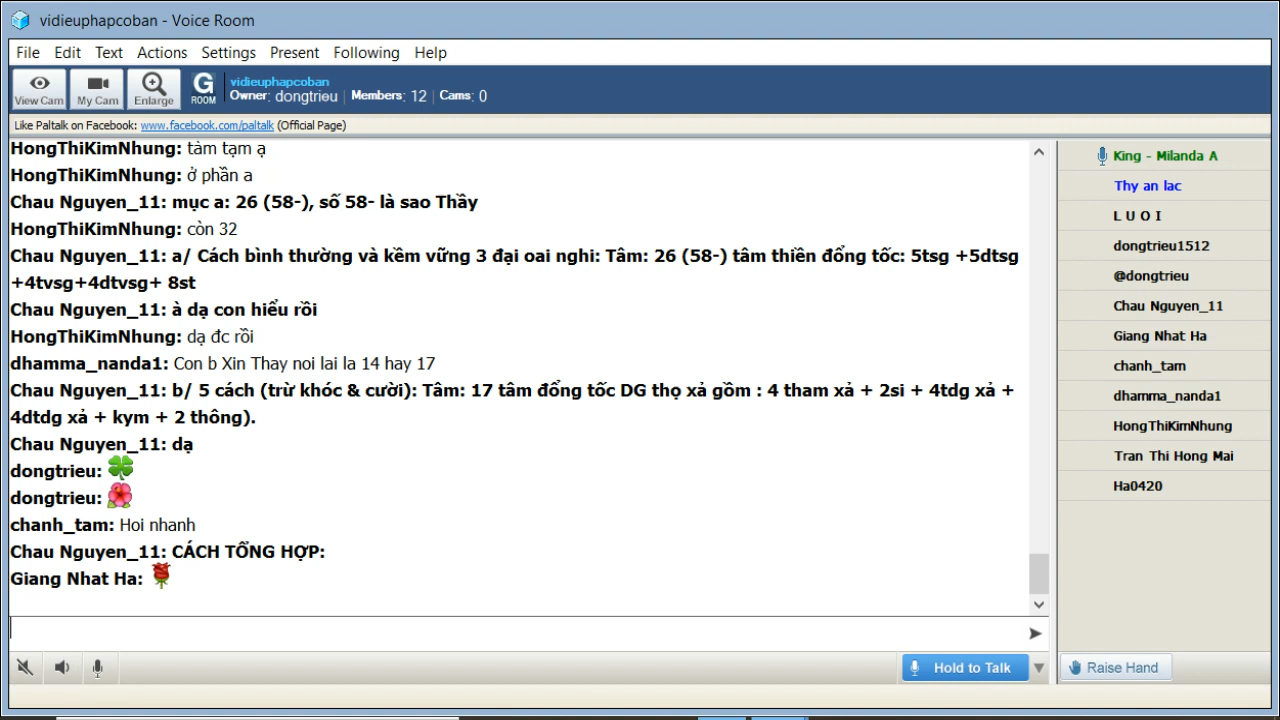 vidieuphapcoban - Voice Room
File Edit Text Actions Settings Present Following Help
View Cam My Cam Enlarge G ROOM
vidieuphapcoban
Owner: dongtrieu Members: 12 Cams: 0
Like Paltalk on Facebook: www.facebook.com/paltalk (Official Page)
HongThiKimNhung: tàm tạm ạ
HongThiKimNhung: ở phần a
Chau Nguyen_11: mục a: 26 (58-), số 58- là sao Thầy
HongThiKimNhung: còn 32
Chau Nguyen_11: a/ Cách bình thường và kềm vững 3 đại oai nghi: Tâm: 26 (58-) tâm thiền đổng tốc: 5tsg +5dtsg
+4tvsg+4dtvsg+ 8st
Chau Nguyen_11: à dạ con hiểu rồi
HongThiKimNhung: dạ đc rồi
dhamma_nanda1: Con b Xin Thay noi lai la 14 hay 17
Chau Nguyen_11: b/ 5 cách (trừ khóc & cười): Tâm: 17 tâm đổng tốc DG thọ xả gồm : 4 tham xả + 2si + 4tdg xả +
4dtdg xả + kym + 2 thông).
Chau Nguyen_11: dạ
dongtrieu:
dongtrieu:
chanh_tam: Hoi nhanh
Chau Nguyen_11: CÁCH TỔNG HỢP:
Giang Nhat Ha:
King - Milanda A
Thy an lac
L U O I
dongtrieu1512
@dongtrieu
Chau Nguyen_11
Giang Nhat Ha
chanh_tam
dhamma_nanda1
HongThiKimNhung
Tran Thi Hong Mai
Ha0420
Hold to Talk
Raise Hand